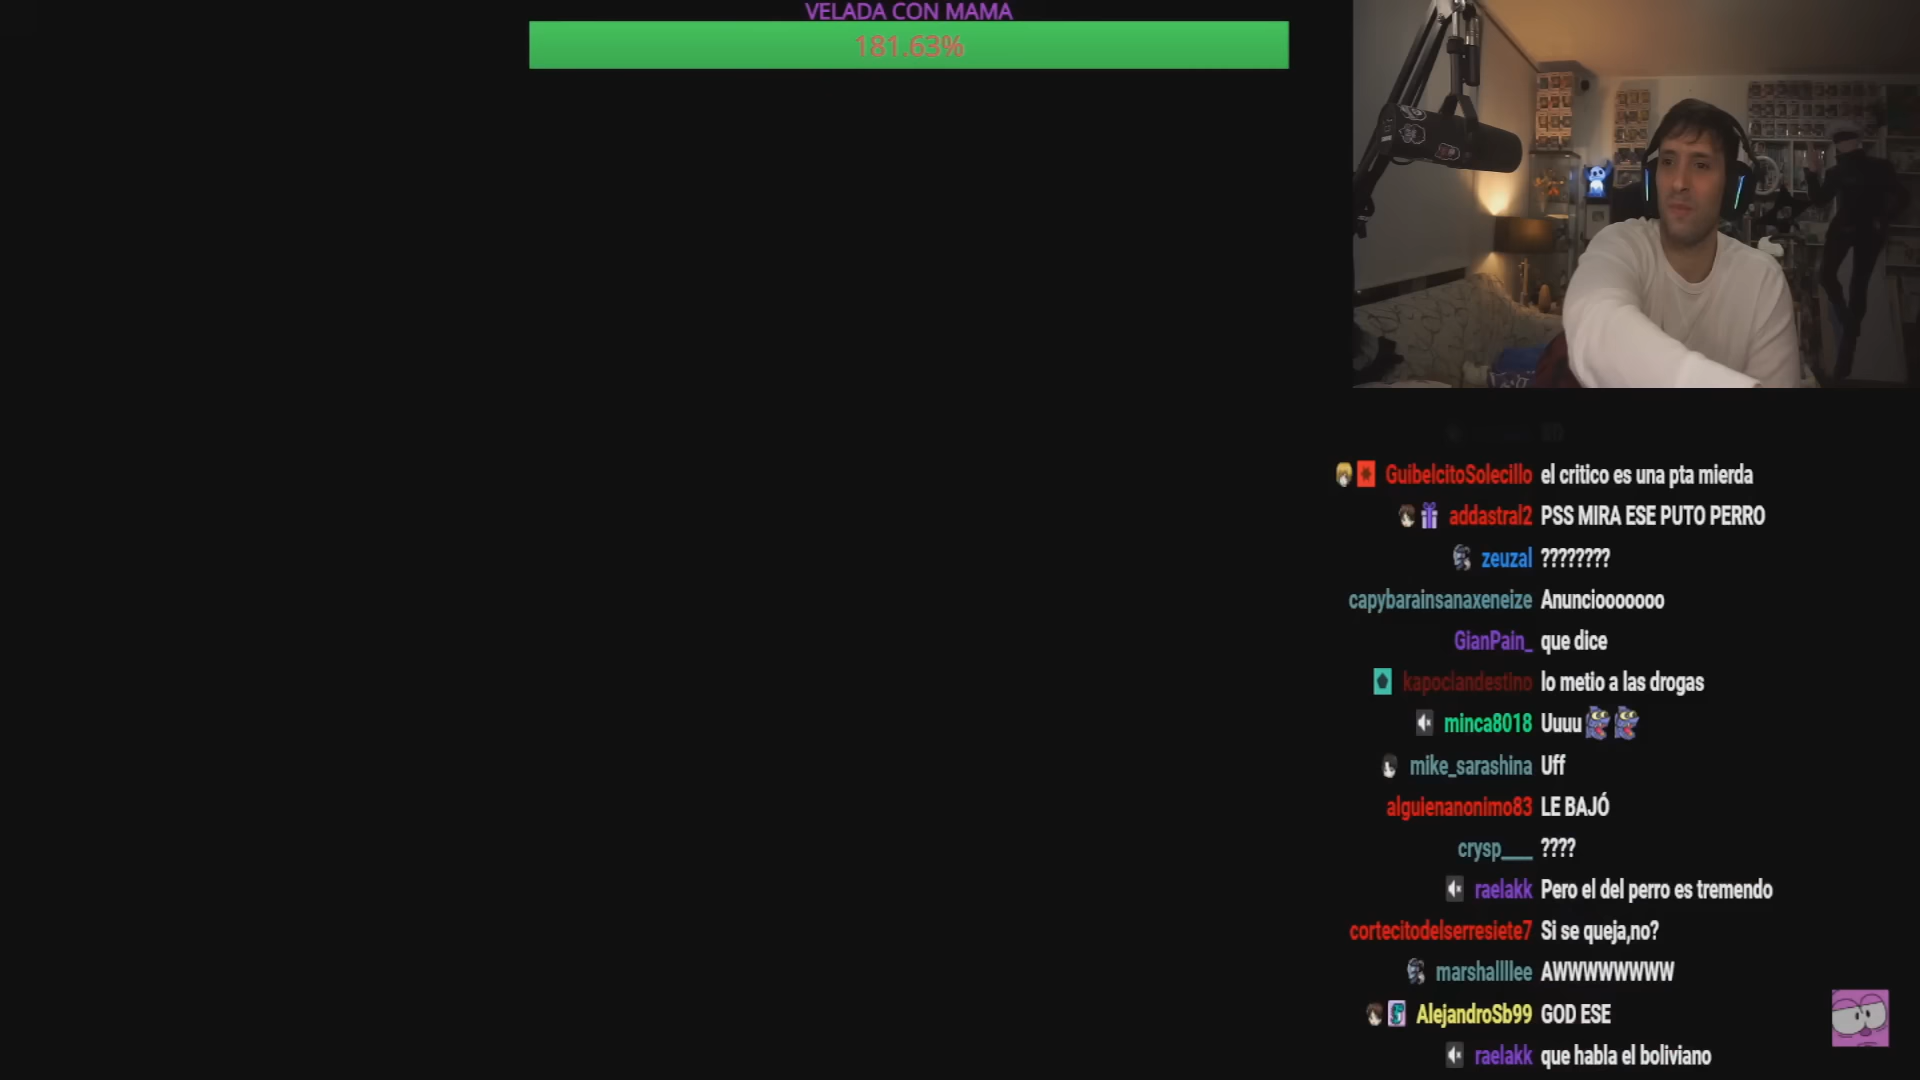 VELADA CON MAMA
181.63%
GuibelcitoSolecillo el critico es una pta mierda
addastral2 PSS MIRA ESE PUTO PERRO
zeuzal ????????
capybarainsanaxeneize Anunciooooooo
GianPain_ que dice
kapoclandestino lo metio a las drogas
minca8018 Uuuu
mike_sarashina Uff
alguienanonimo83 LE BAJÓ
crysp___ ????
raelakk Pero el del perro es tremendo
cortecitodelserresiete7 Si se queja,no?
marshallllee AWWWWWWWW
AlejandroSb99 GOD ESE
raelakk que habla el boliviano